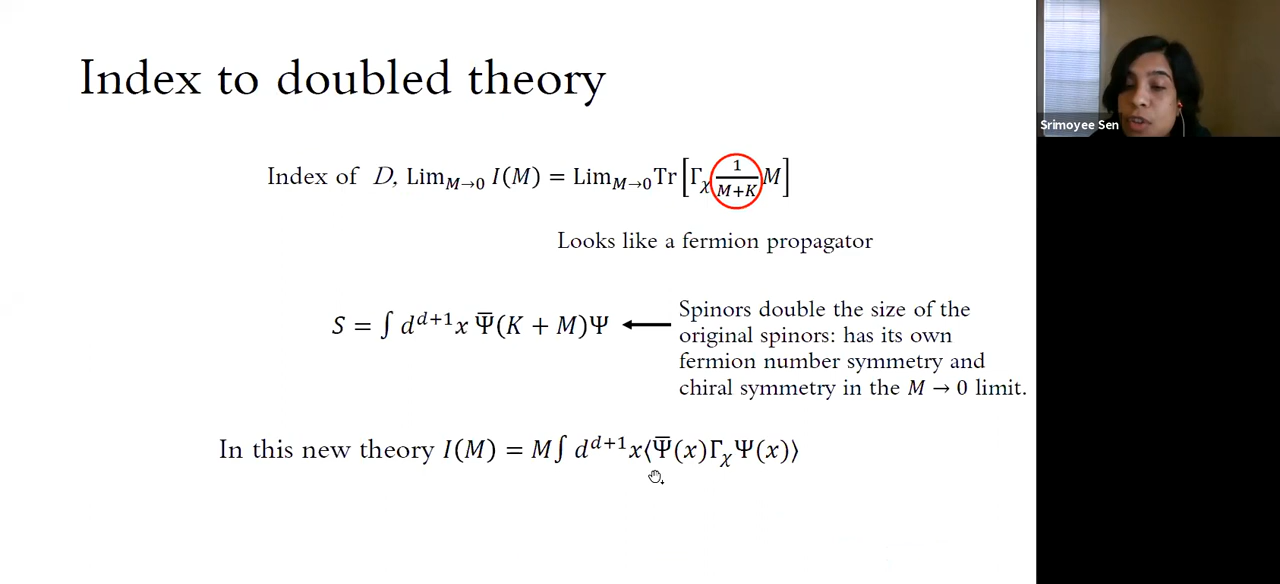 Index to doubled theory
Srimoyee Sen
Index of D, Lim_{M→0} I(M) = Lim_{M→0}Tr[Γ_χ 1/(M+K) M]
Looks like a fermion propagator
S = ∫ d^{d+1}x Ψ̅(K + M)Ψ
Spinors double the size of the
original spinors: has its own
fermion number symmetry and
chiral symmetry in the M → 0 limit.
In this new theory I(M) = M∫ d^{d+1}x⟨Ψ̅(x)Γ_χΨ(x)⟩